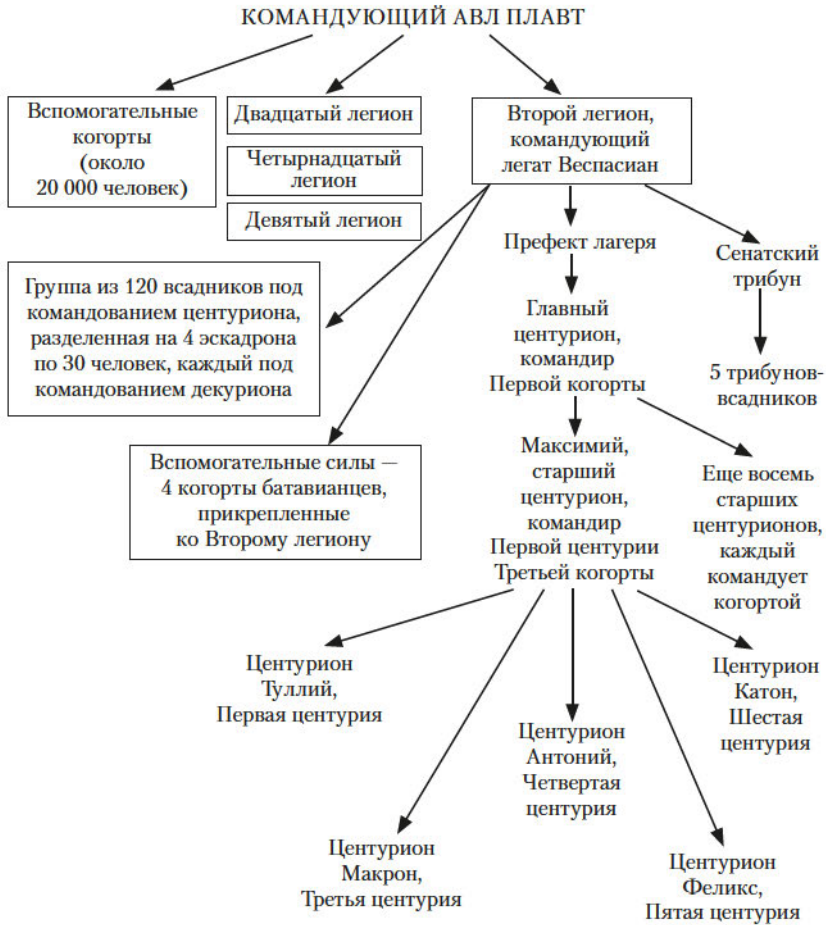 КОМАНДУЮЩИЙ АВЛ ПЛАВТ
Вспомогательные
когорты
(около
20 000 человек)
Двадцатый легион
Четырнадцатый
легион
Девятый легион
Второй легион,
командующий
легат Веспасиан
Группа из 120 всадников под
командованием центуриона,
разделенная на 4 эскадрона
по 30 человек, каждый под
командованием декуриона
Вспомогательные силы —
4 когорты батавианцев,
прикрепленные
ко Второму легиону
Префект лагеря
Главный
центурион,
командир
Первой когорты
Сенатский
трибун
5 трибунов-
всадников
Максимий,
старший
центурион,
командир
Первой центурии
Третьей когорты
Еще восемь
старших
центурионов,
каждый
командует
когортой
Центурион
Туллий,
Первая центурия
Центурион
Макрон,
Третья центурия
Центурион
Антоний,
Четвертая
центурия
Центурион
Феликс,
Пятая центурия
Центурион
Катон,
Шестая
центурия